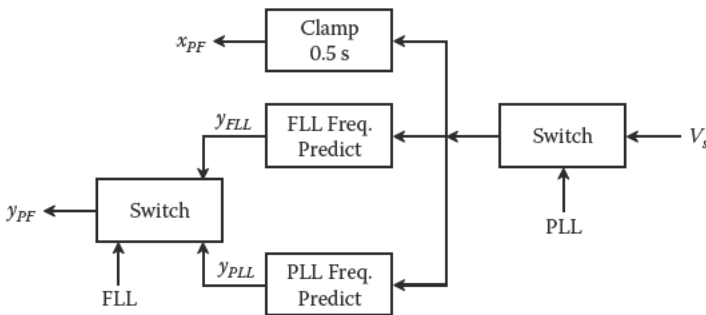 Clamp
0.5 s
x_PF
y_FLL
FLL Freq.
Predict
Switch
V_s
y_PF
Switch
PLL
y_PLL
PLL Freq.
Predict
FLL